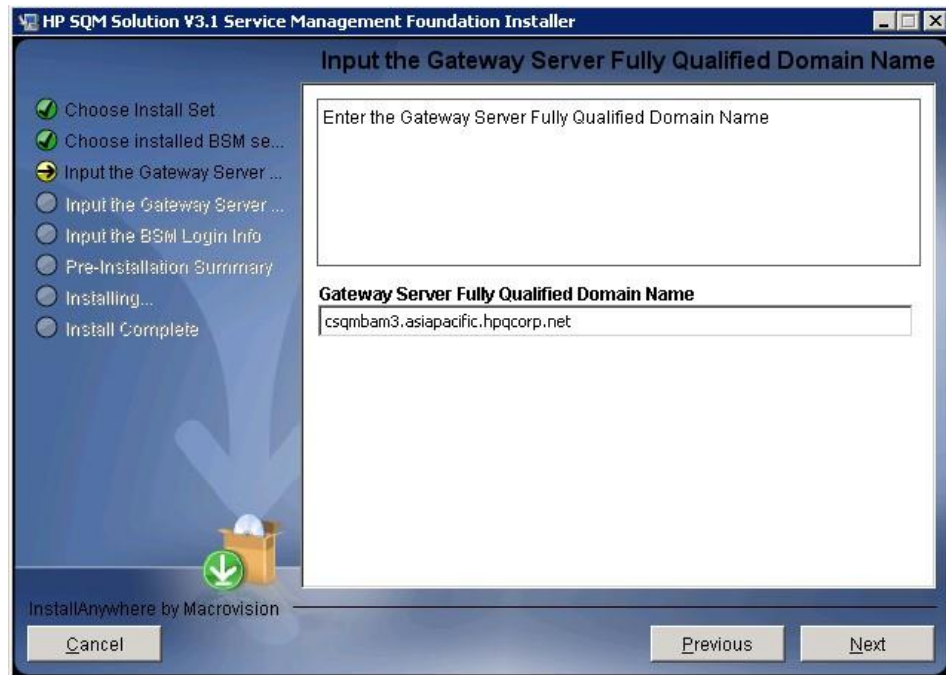 HP SQM Solution V3.1 Service Management Foundation Installer
Input the Gateway Server Fully Qualified Domain Name
Choose Install Set
Choose installed BSM se...
Input the Gateway Server ...
Input the Gateway Server ...
Input the BSM Login Info
Pre-Installation Summary
Installing...
Install Complete
Enter the Gateway Server Fully Qualified Domain Name
Gateway Server Fully Qualified Domain Name
csqmbam3.asiapacific.hpqcorp.net
InstallAnywhere by Macrovision
Cancel
Previous
Next